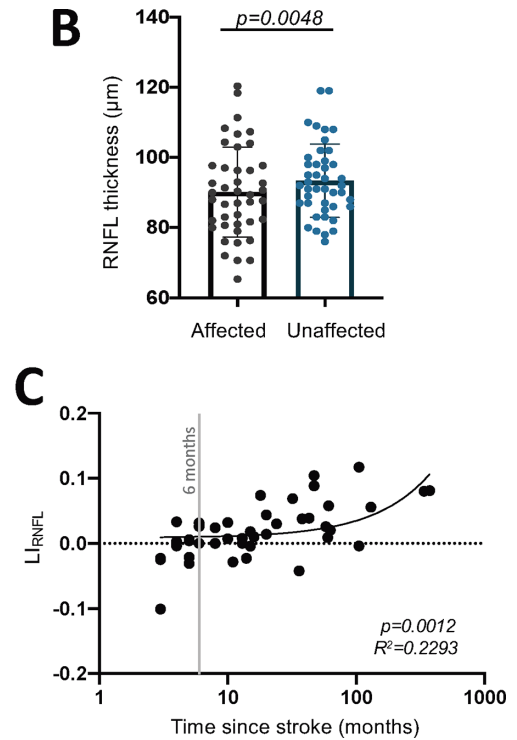 B
p=0.0048
140
120
100
80
60
RNFL thickness (μm)
Affected
Unaffected
C
0.2
0.1
0.0
-0.1
-0.2
LIRNFL
6 months
p=0.0012
R²=0.2293
1
10
100
1000
Time since stroke (months)